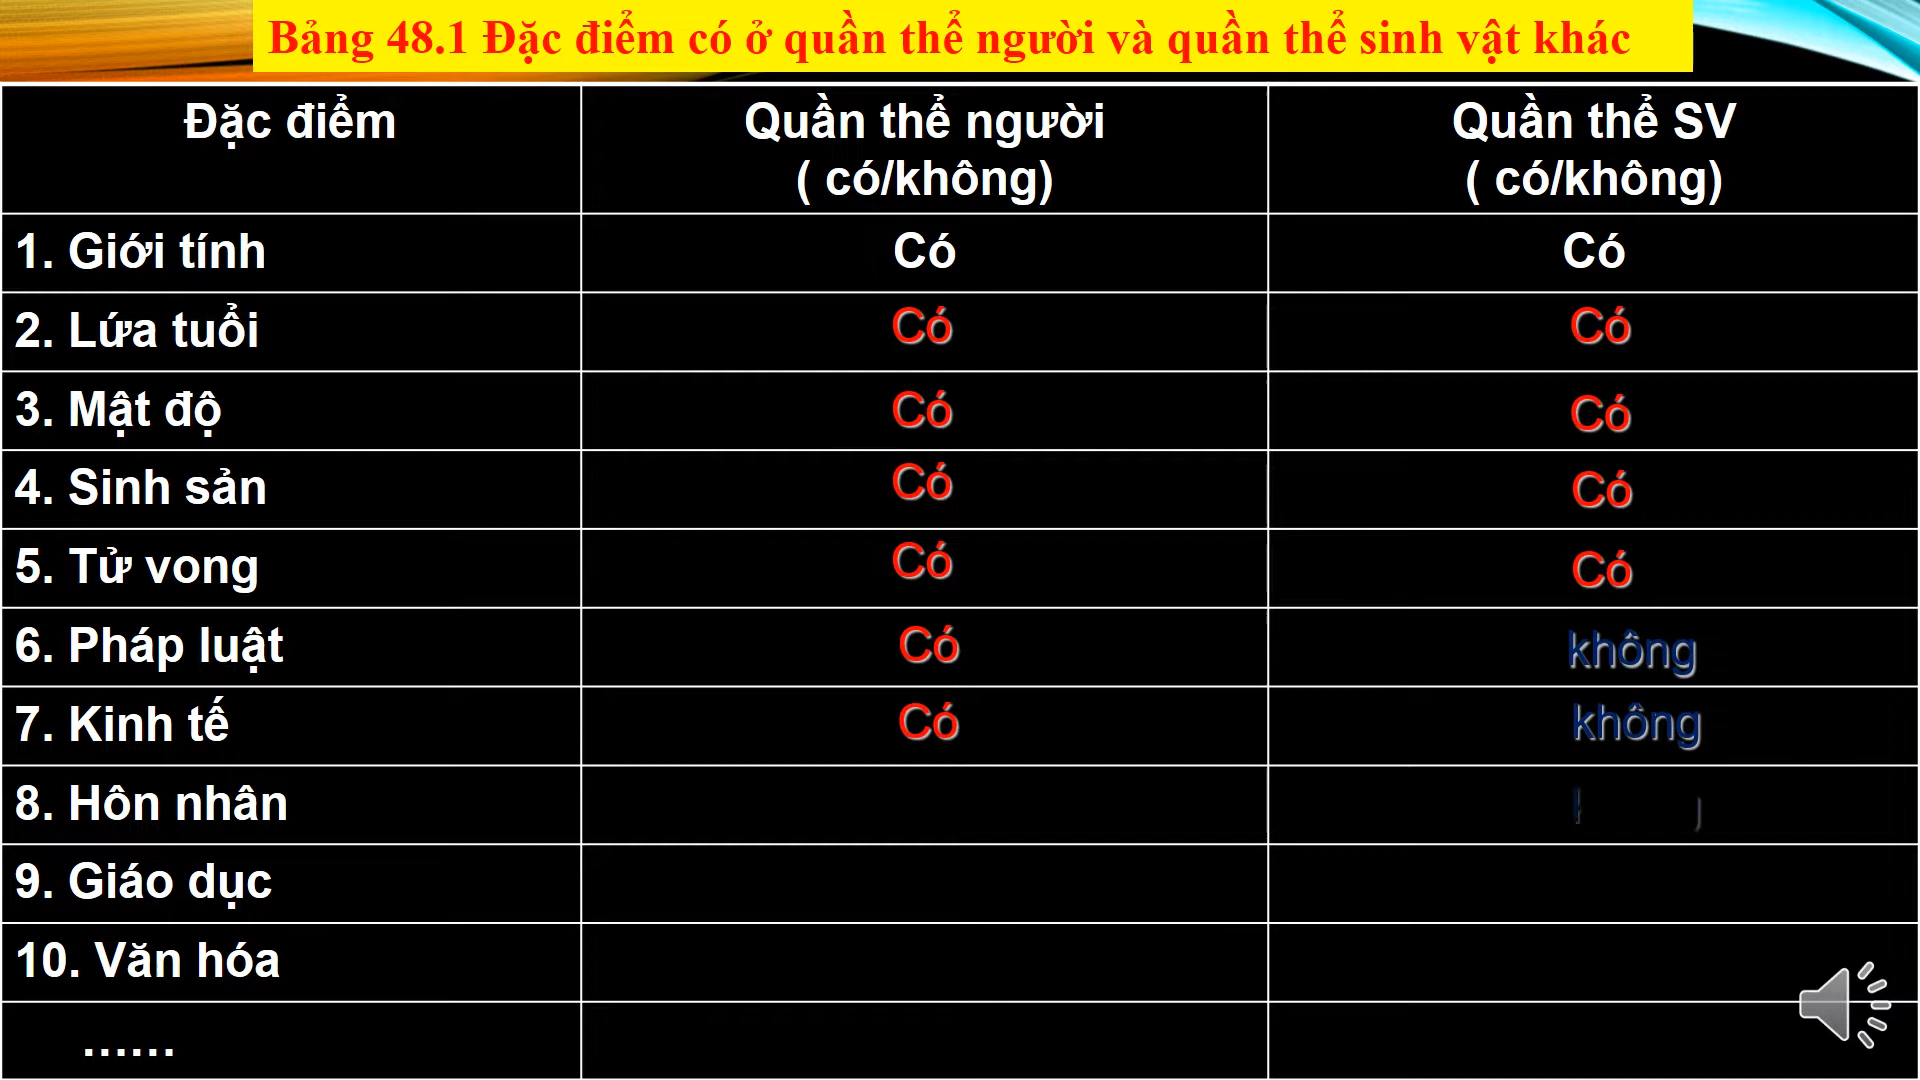 Bảng 48.1 Đặc điểm có ở quần thể người và quần thể sinh vật khác
Đặc điểm
Quần thể người
( có/không)
Quần thể SV
( có/không)
1. Giới tính
Có
Có
2. Lứa tuổi
Có
Có
3. Mật độ
Có
Có
4. Sinh sản
Có
Có
5. Tử vong
Có
Có
6. Pháp luật
Có
không
7. Kinh tế
Có
không
8. Hôn nhân
9. Giáo dục
10. Văn hóa
......